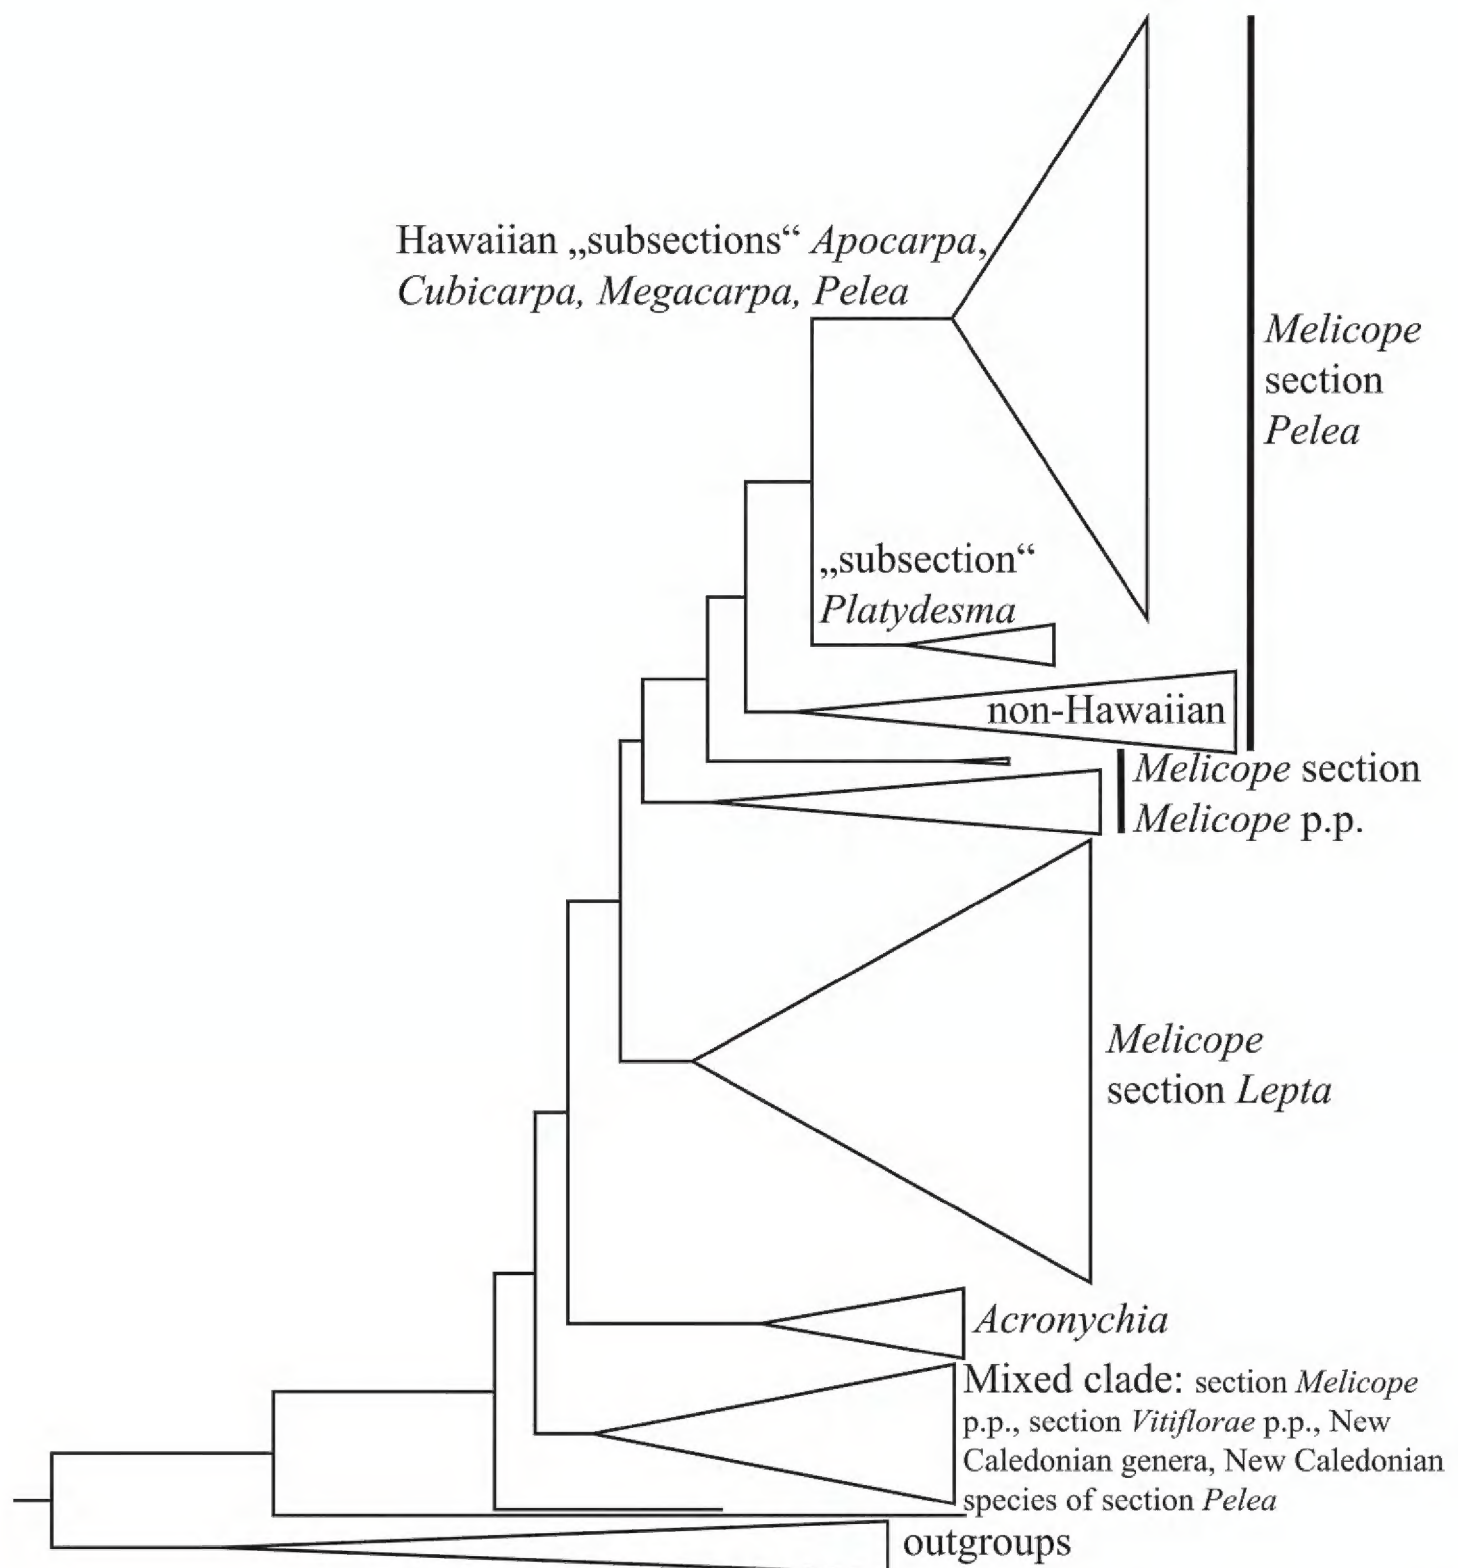 Hawaiian „subsections“ Apocarpa,
Cubicarpa, Megacarpa, Pelea
Melicope
section
Pelea
„subsection“
Platydesma
non-Hawaiian
Melicope section
Melicope p.p.
Melicope
section Lepta
Acronychia
Mixed clade: section Melicope
p.p., section Vitiflorae p.p., New
Caledonian genera, New Caledonian
species of section Pelea
outgroups